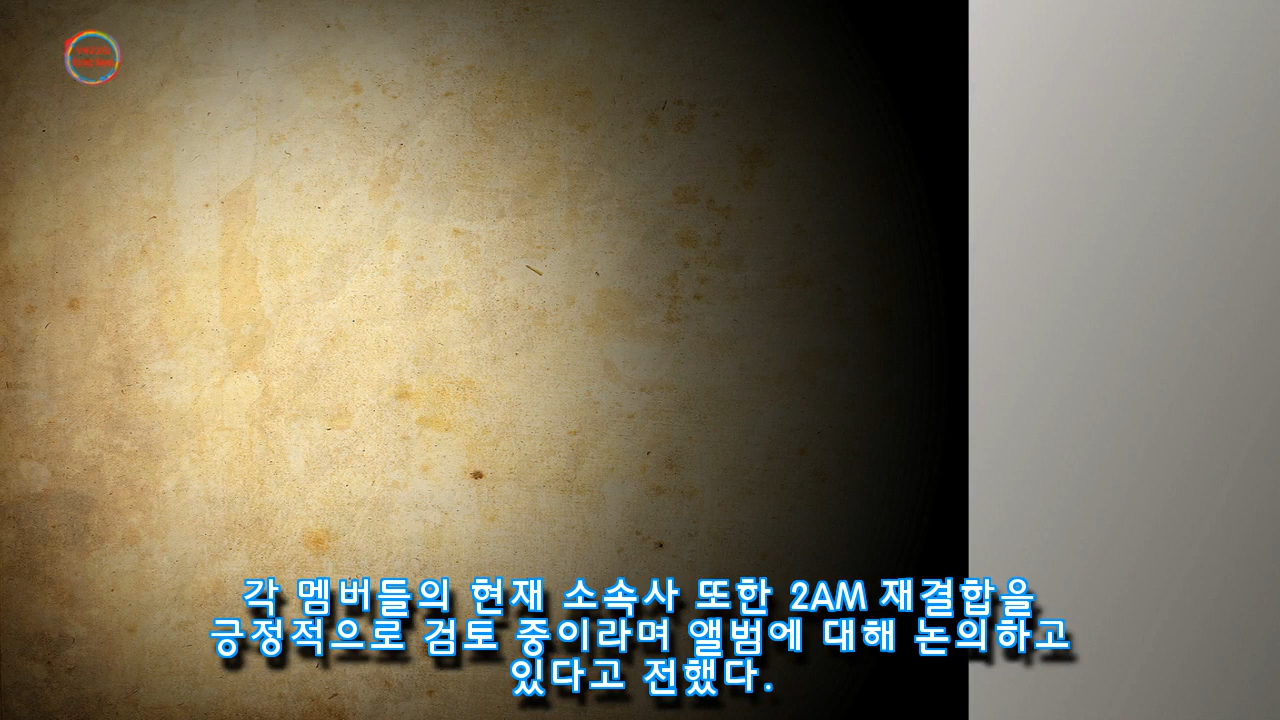 각 멤버들의 현재 소속사 또한 2AM 재결합을
긍정적으로 검토 중이라며 앨범에 대해 논의하고
있다고 전했다.